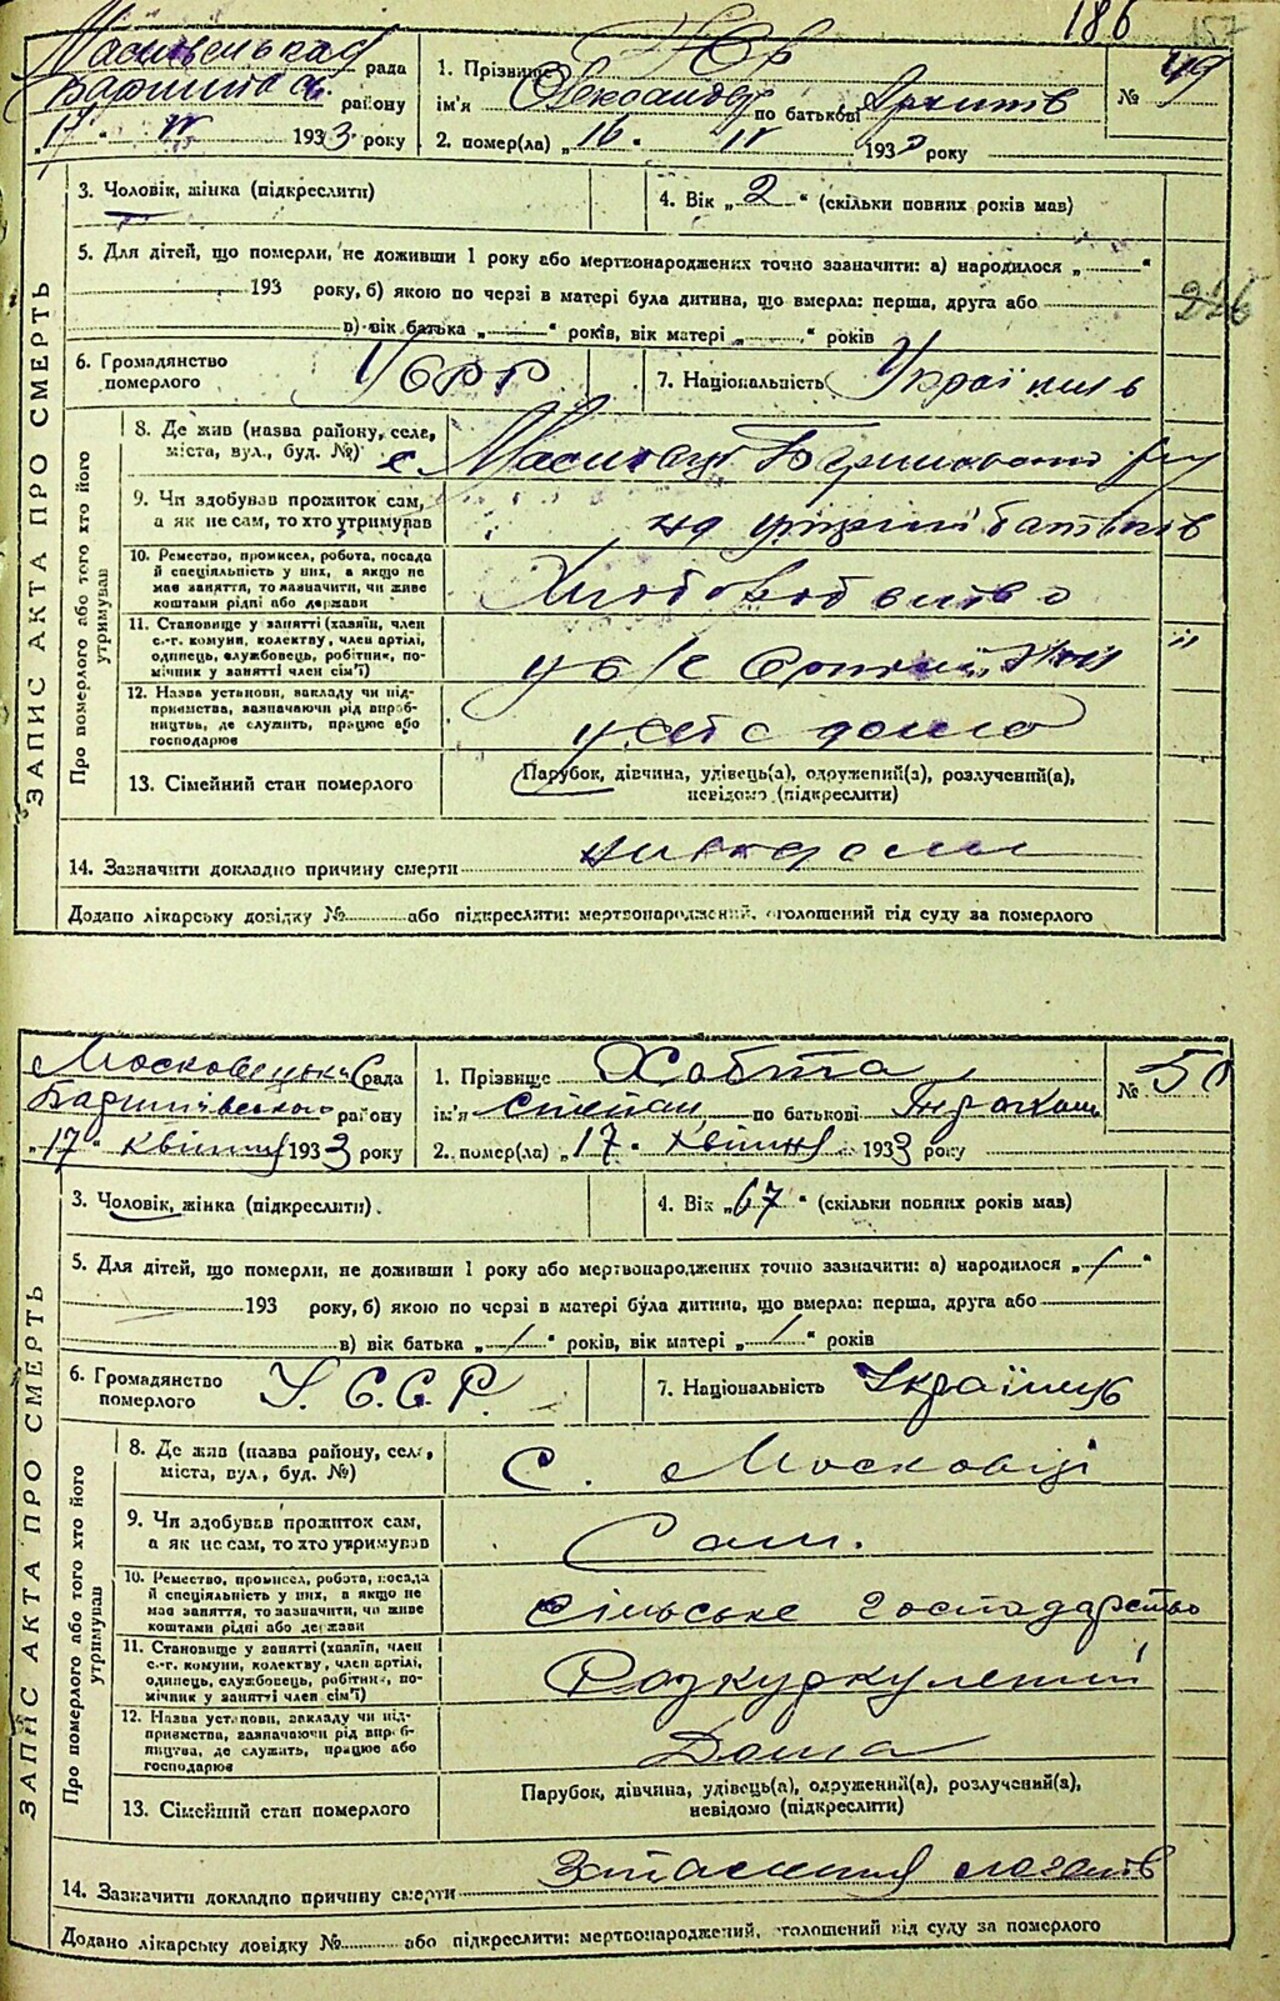 186 157
рада
району
"17" IV 1933 року
1. Прізвище
ім'я Олександр по батькові
2. помер(ла) „16" IV 1933 року
№ 49
3. Чоловік, жінка (підкреслити)
4. Вік „2" (скільки повних років мав)
5. Для дітей, що померли, не доживши 1 року або мертвонароджених точно зазначити: а) народилося „ "
193 року, б) якою по черзі в матері була дитина, що вмерла: перша, друга або
в) вік батька „ " років, вік матері „ " років
226
6. Громадянство
померлого
УСРР
7. Національність Українець
ЗАПИС АКТА ПРО СМЕРТЬ
Про померлого або того хто його
утримував
8. Де жив (назва району, села,
міста, вул., буд. №)
с.
9. Чи здобував прожиток сам,
а як не сам, то хто утримував
на батьків
10. Ремество, промисел, робота, посада
й спеціяльність у них, а якщо не
має заняття, то зазначити, чи живе
коштами рідні або держави
Хліборобство
11. Становище у занятті (хазяїн, член
с.-г. комуни, колективу, член артілі,
одинець, службовець, робітник, по-
мічник у занятті член сім'ї)
12. Назва установи, закладу чи під-
приємства, зазначаючи рід вироб-
ництва, де служить, працює або
господарює
13. Сімейний стан померлого
Парубок, дівчина, удівець(а), одружений(а), розлучений(а),
невідомо (підкреслити)
14. Зазначити докладно причину смерти
Додано лікарську довідку № або підкреслити: мертвонароджений, оголошений від суду за померлого
Московецька рада
Баришівського району
„17" квітня 1933 року
1. Прізвище Хобта
ім'я Степан по батькові
2. помер(ла) „17" квітня 1933 року
№ 50
3. Чоловік, жінка (підкреслити).
4. Вік „67" (скільки повних років мав)
5. Для дітей, що померли, не доживши 1 року або мертвонароджених точно зазначити: а) народилося „/"
193 року, б) якою по черзі в матері була дитина, що вмерла: перша, друга або
в) вік батька „/" років, вік матері „/" років
6. Громадянство
померлого
У.С.С.Р.
7. Національність Українець
ЗАПИС АКТА ПРО СМЕРТЬ
Про померлого або того хто його
утримував
8. Де жив (назва району, села,
міста, вул., буд. №)
С. Московці
9. Чи здобував прожиток сам,
а як не сам, то хто утримував
Сам.
10. Ремество, промисел, робота, посада
й спеціяльність у них, а якщо не
має заняття, то зазначити, чи живе
коштами рідні або держави
сільське господарство
11. Становище у занятті (хазяїн, член
с.-г. комуни, колективу, член артілі,
одинець, службовець, робітник, по-
мічник у занятті член сім'ї)
Розкуркулений
12. Назва установи, закладу чи під-
приємства, зазначаючи рід вироб-
ництва, де служить, працює або
господарює
Дома
13. Сімейний стан померлого
Парубок, дівчина, удівець(а), одружений(а), розлучений(а),
невідомо (підкреслити)
14. Зазначити докладно причину смерти
Додано лікарську довідку № або підкреслити: мертвонароджений, оголошений від суду за померлого